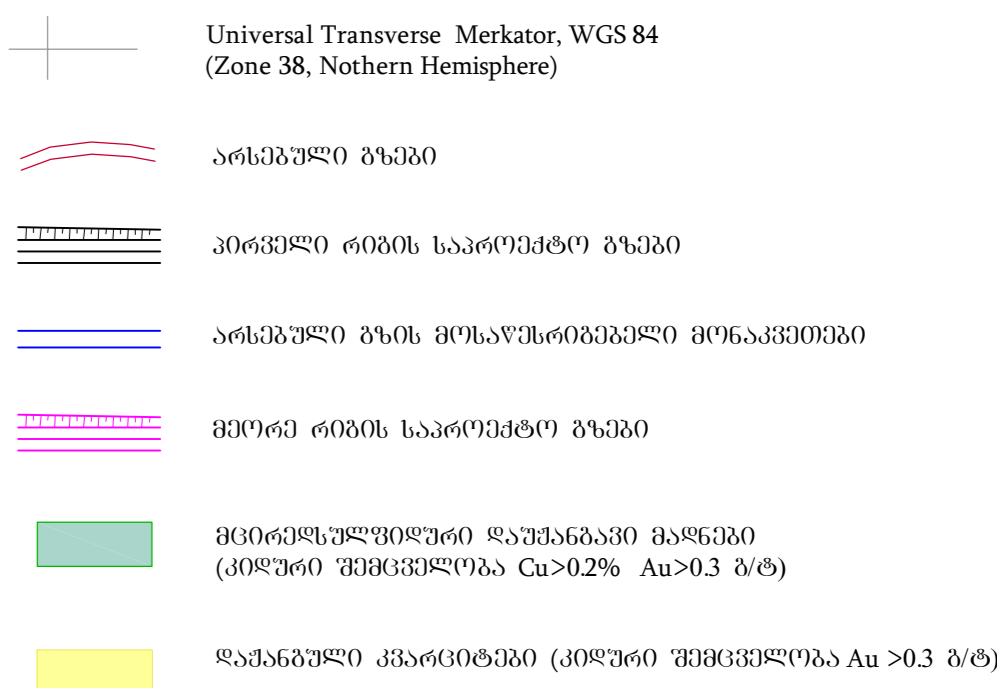 Universal Transverse Merkator, WGS 84
(Zone 38, Nothern Hemisphere)
არსებული გზები
პირველი რიგის საპროექტო გზები
არსებული გზის მოსაწესრიგებელი მონაკვეთები
მეორე რიგის საპროექტო გზები
მცირედსულფიდური დაუჟანგავი მადნები
(კიდური შემცველობა Cu>0.2% Au>0.3 გ/ტ)
დაჟანგული კვარციტები (კიდური შემცველობა Au >0.3 გ/ტ)